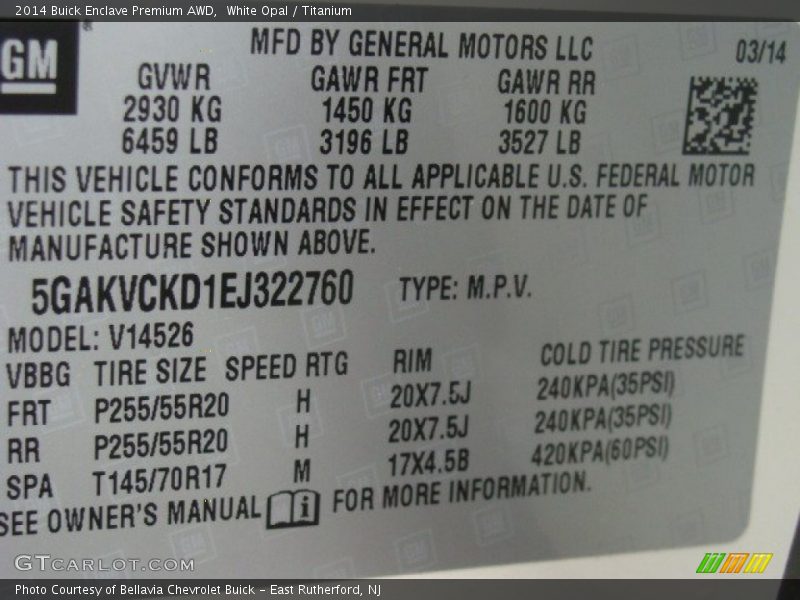 2014 Buick Enclave Premium AWD,  White Opal / Titanium
GM
MFD BY GENERAL MOTORS LLC 03/14
GVWR GAWR FRT GAWR RR
2930 KG 1450 KG 1600 KG
6459 LB 3196 LB 3527 LB
THIS VEHICLE CONFORMS TO ALL APPLICABLE U.S. FEDERAL MOTOR
VEHICLE SAFETY STANDARDS IN EFFECT ON THE DATE OF
MANUFACTURE SHOWN ABOVE.
5GAKVCKD1EJ322760 TYPE: M.P.V.
MODEL: V14526
VBBG TIRE SIZE SPEED RTG RIM COLD TIRE PRESSURE
FRT P255/55R20 H 20X7.5J 240KPA(35PSI)
RR P255/55R20 H 20X7.5J 240KPA(35PSI)
SPA T145/70R17 M 17X4.5B 420KPA(60PSI)
SEE OWNER'S MANUAL i FOR MORE INFORMATION.
GTCARLOT.COM
Photo Courtesy of Bellavia Chevrolet Buick – East Rutherford, NJ